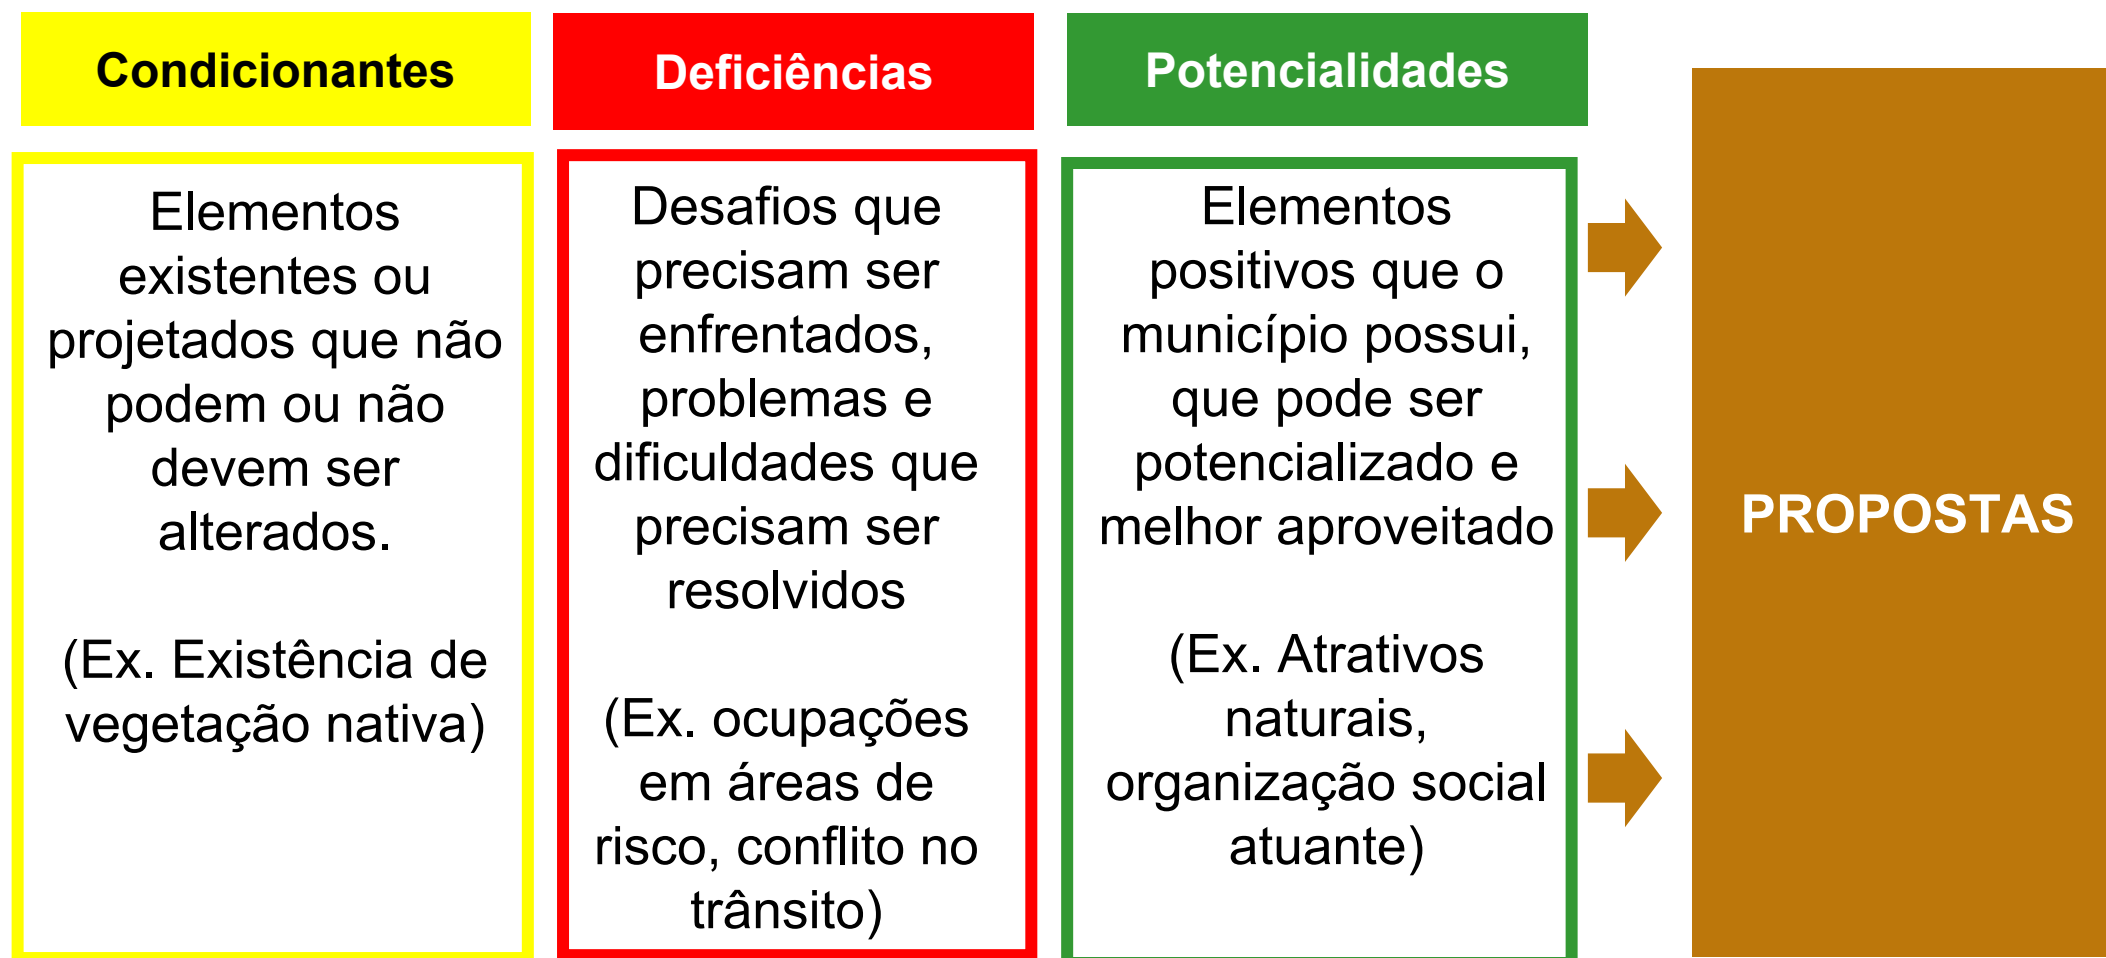 Condicionantes
Elementos
existentes ou
projetados que não
podem ou não
devem ser
alterados.
(Ex. Existência de
vegetação nativa)
Deficiências
Desafios que
precisam ser
enfrentados,
problemas e
dificuldades que
precisam ser
resolvidos
(Ex. ocupações
em áreas de
risco, conflito no
trânsito)
Potencialidades
Elementos
positivos que o
município possui,
que pode ser
potencializado e
melhor aproveitado
(Ex. Atrativos
naturais,
organização social
atuante)
PROPOSTAS